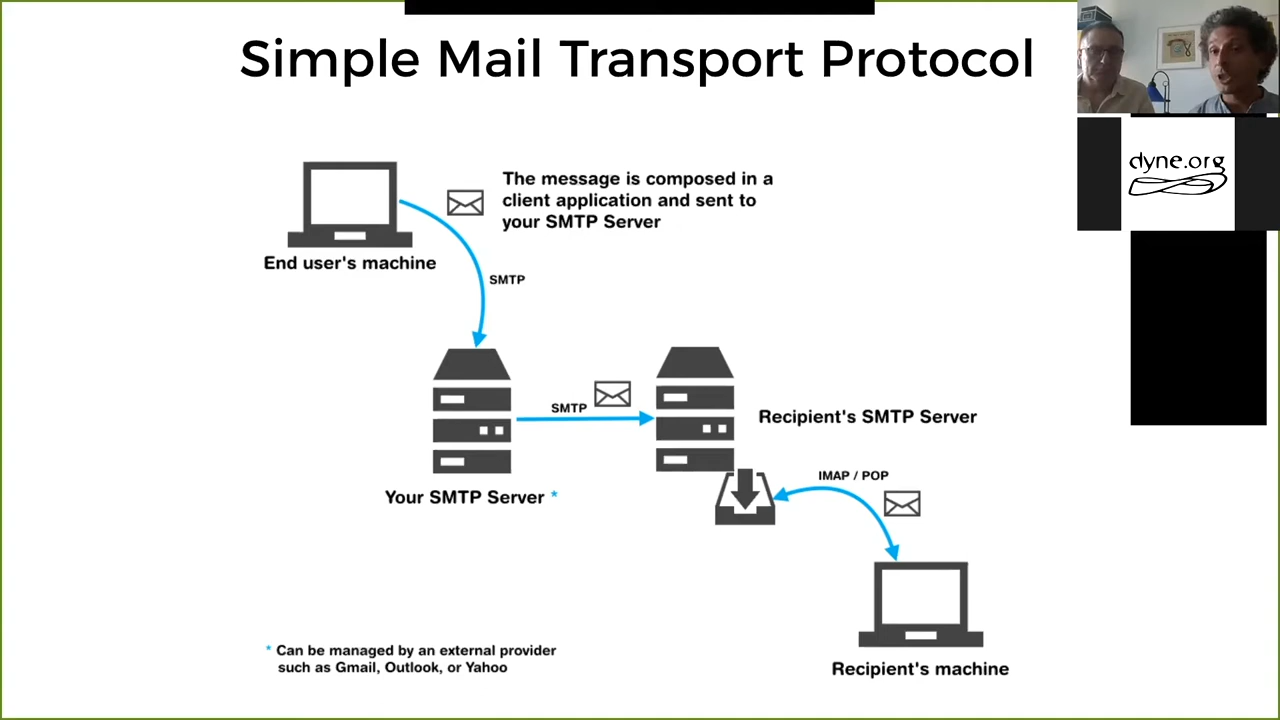 Simple Mail Transport Protocol
dyne.org
The message is composed in a
client application and sent to
your SMTP Server
End user's machine
SMTP
SMTP
Recipient's SMTP Server
IMAP / POP
Your SMTP Server *
* Can be managed by an external provider
such as Gmail, Outlook, or Yahoo
Recipient's machine